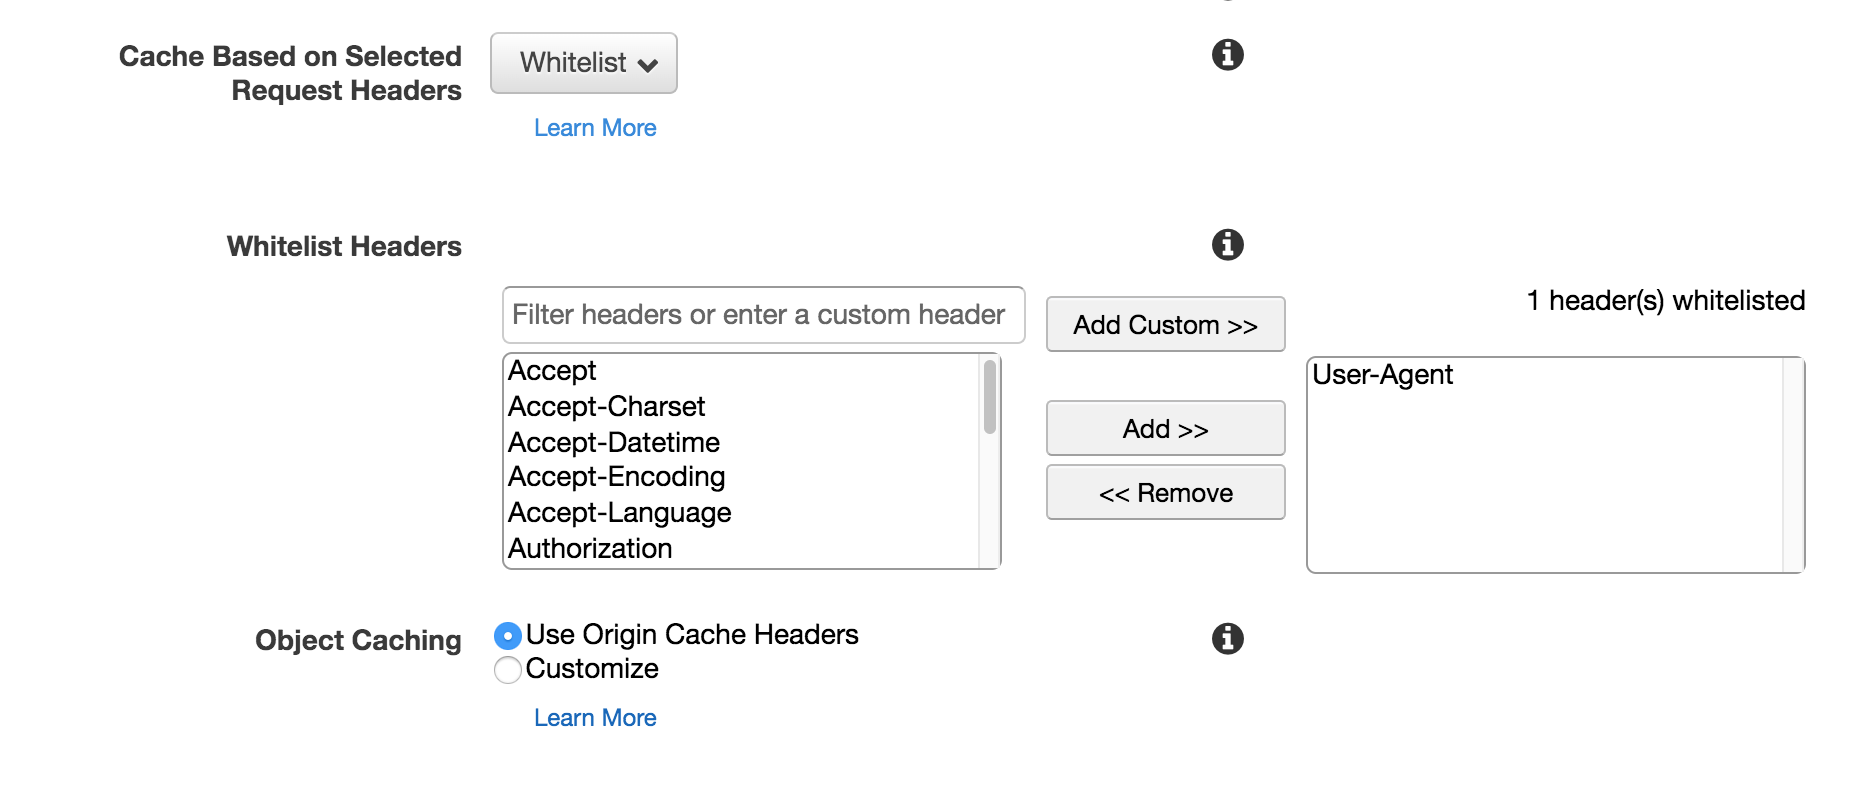 Cache Based on Selected
Request Headers
Whitelist
Learn More
Whitelist Headers
Filter headers or enter a custom header
Add Custom >>
1 header(s) whitelisted
Accept
Accept-Charset
Accept-Datetime
Accept-Encoding
Accept-Language
Authorization
Add >>
<< Remove
User-Agent
Object Caching
Use Origin Cache Headers
Customize
Learn More